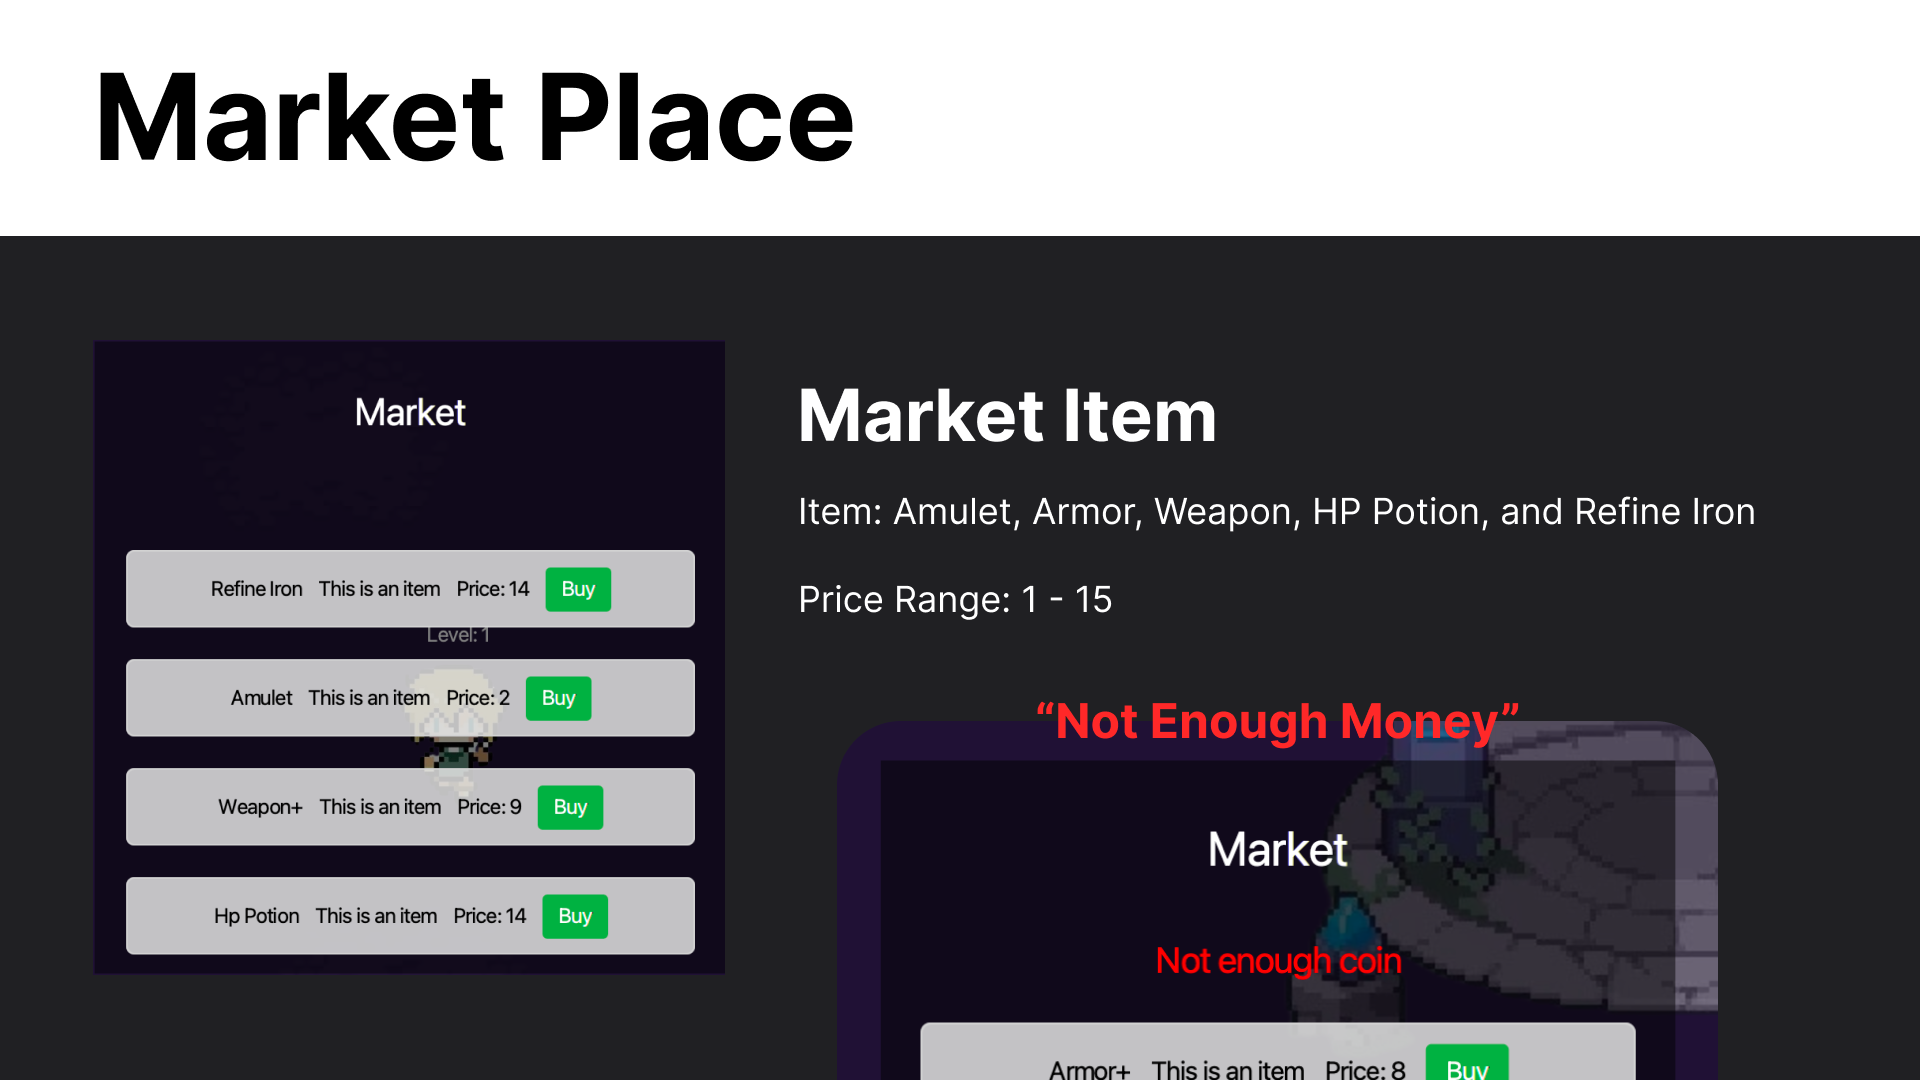 Market Place
Market
Refine Iron This is an item Price: 14 Buy
Level: 1
Amulet This is an item Price: 2 Buy
Weapon+ This is an item Price: 9 Buy
Hp Potion This is an item Price: 14 Buy
Market Item
Item: Amulet, Armor, Weapon, HP Potion, and Refine Iron
Price Range: 1 - 15
“Not Enough Money”
Market
Not enough coin
Armor+ This is an item Price: 8 Buy